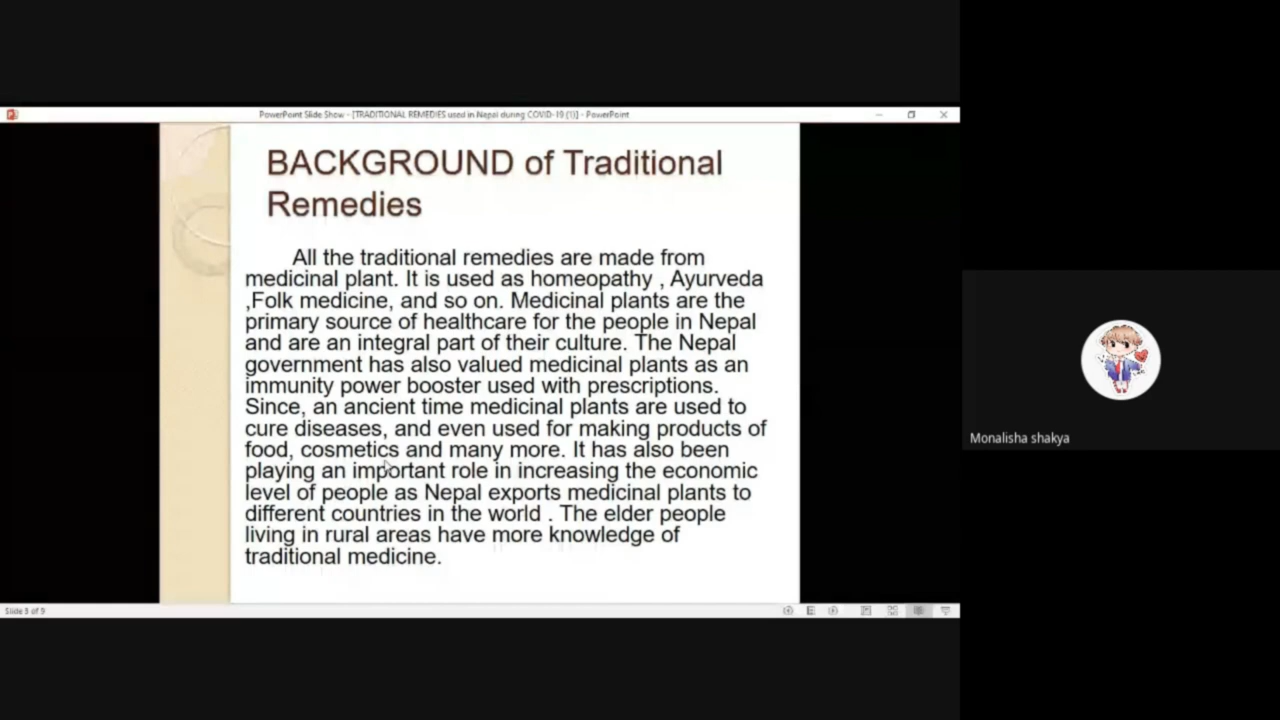 PowerPoint Slide Show - [TRADITIONAL REMEDIES used in Nepal during COVID-19 (1)] - PowerPoint
BACKGROUND of Traditional
Remedies
All the traditional remedies are made from
medicinal plant. It is used as homeopathy , Ayurveda
,Folk medicine, and so on. Medicinal plants are the
primary source of healthcare for the people in Nepal
and are an integral part of their culture. The Nepal
government has also valued medicinal plants as an
immunity power booster used with prescriptions.
Since, an ancient time medicinal plants are used to
cure diseases, and even used for making products of
food, cosmetics and many more. It has also been
playing an important role in increasing the economic
level of people as Nepal exports medicinal plants to
different countries in the world . The elder people
living in rural areas have more knowledge of
traditional medicine.
Monalisha shakya
Slide 3 of 9